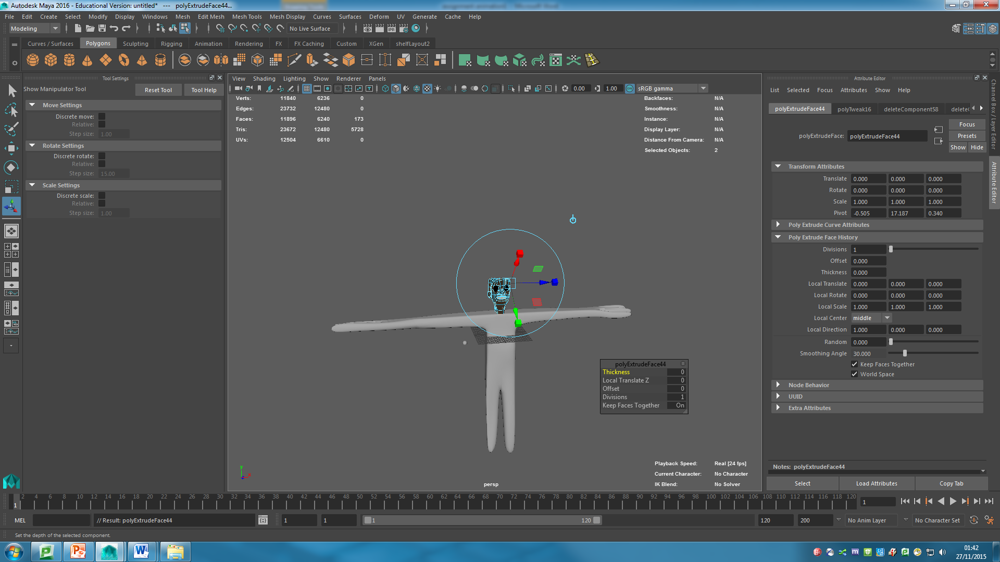 Autodesk Maya 2016 - Educational Version: untitled*   ---   polyExtrudeFace44...
File Edit Create Select Modify Display Windows Mesh Edit Mesh Mesh Tools Mesh Display Curves Surfaces Deform UV Generate Cache Help
Modeling No Live Surface
Curves / Surfaces Polygons Sculpting Rigging Animation Rendering FX FX Caching Custom XGen shelfLayout2
Tool Settings
Show Manipulator Tool Reset Tool Tool Help
Move Settings
Discrete move:
Relative:
Step size: 1.00
Rotate Settings
Discrete rotate:
Relative:
Step size: 15.00
Scale Settings
Discrete scale:
Relative:
Step size: 1.00
View Shading Lighting Show Renderer Panels
0.00 1.00 ON sRGB gamma
Verts: 11840 6236 0
Edges: 23732 12480 0
Faces: 11896 6240 173
Tris: 23672 12480 5728
UVs: 12504 6610 0
Backfaces: N/A
Smoothness: N/A
Instance: N/A
Display Layer: N/A
Distance From Camera: N/A
Selected Objects: 2
polyExtrudeFace44
Thickness 0
Local Translate Z 0
Offset 0
Divisions 1
Keep Faces Together On
y
x
persp
Playback Speed: Real [24 fps]
Current Character: No Character
IK Blend: No Solver
Attribute Editor
List Selected Focus Attributes Show Help
polyExtrudeFace44 polyTweak16 deleteComponent58 delete(
polyExtrudeFace: polyExtrudeFace44
Focus
Presets
Show Hide
Transform Attributes
Translate 0.000 0.000 0.000
Rotate 0.000 0.000 0.000
Scale 1.000 1.000 1.000
Pivot -0.505 17.187 0.340
Poly Extrude Curve Attributes
Poly Extrude Face History
Divisions 1
Offset 0.000
Thickness 0.000
Local Translate 0.000 0.000 0.000
Local Rotate 0.000 0.000 0.000
Local Scale 1.000 1.000 1.000
Local Center middle
Local Direction 1.000 0.000 0.000
Random 0.000
Smoothing Angle 30.000
Keep Faces Together
World Space
Node Behavior
UUID
Extra Attributes
Notes: polyExtrudeFace44
Select Load Attributes Copy Tab
Channel Box / Layer Editor
Attribute Editor
2 4 6 8 10 12 14 16 18 20 22 24 26 28 30 32 34 36 38 40 42 44 46 48 50 52 54 56 58 60 62 64 66 68 70 72 74 76 78 80 82 84 86 88 90 92 94 96 98 100 102 104 106 108 110 112 114 116 118 120
1 1
MEL // Result: polyExtrudeFace44 1 1 1 120 120 200 No Anim Layer No Character Set
Set the depth of the selected component.
01:42
27/11/2015